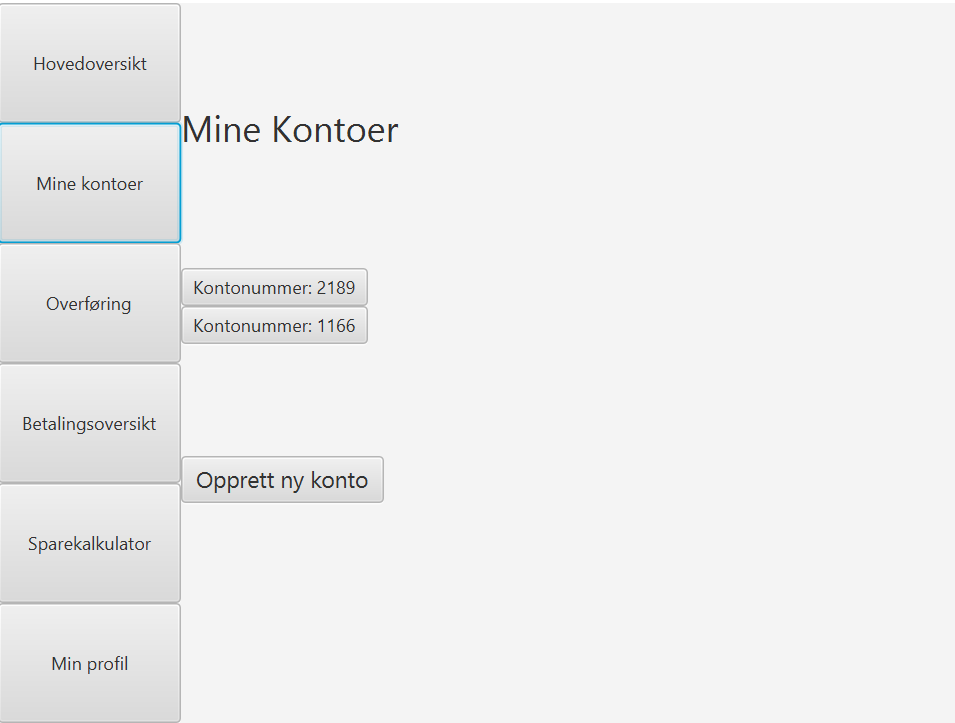 Hovedoversikt
Mine kontoer
Overføring
Betalingsoversikt
Sparekalkulator
Min profil
Mine Kontoer
Kontonummer: 2189
Kontonummer: 1166
Opprett ny konto